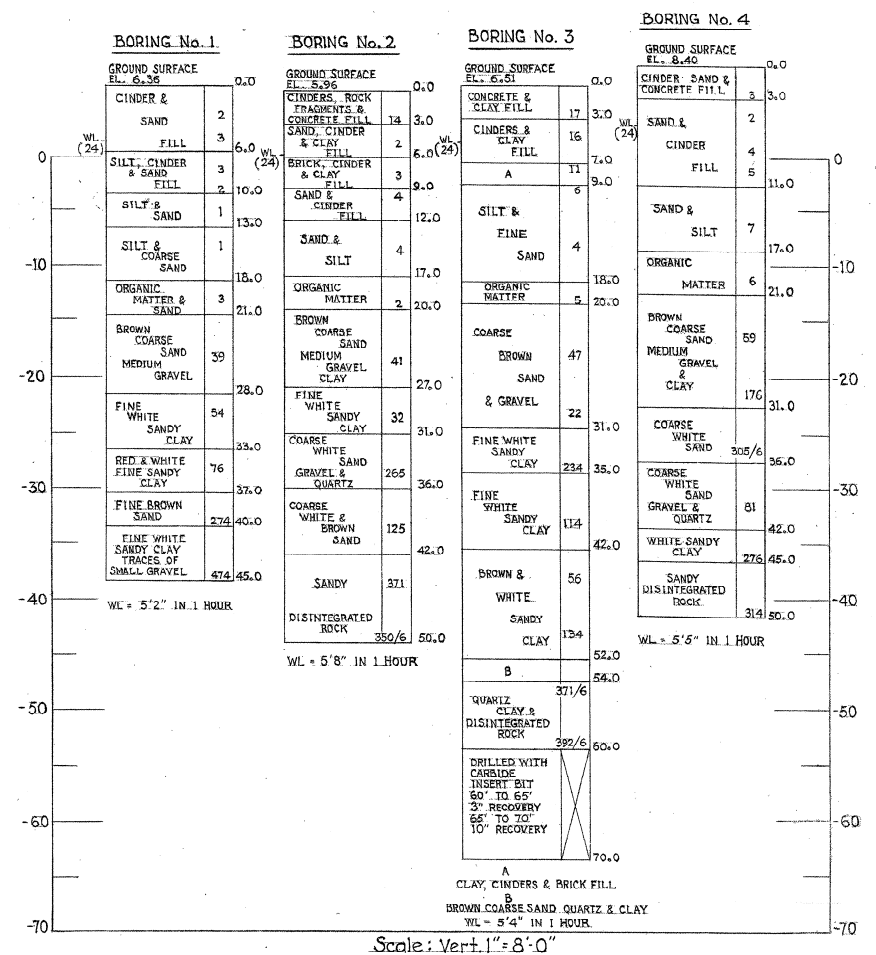 BORING No. 1
GROUND SURFACE
EL. 6.36
0.0
CINDER &
SAND
FILL
2
3
6.0
WL
(24)
SILT, CINDER
& SAND
FILL
3
2
10.0
SILT &
SAND
1
13.0
SILT &
COARSE
SAND
1
18.0
ORGANIC
MATTER &
SAND
3
21.0
BROWN
COARSE
SAND
MEDIUM
GRAVEL
39
28.0
FINE
WHITE
SANDY
CLAY
54
33.0
RED & WHITE
FINE SANDY
CLAY
76
37.0
FINE BROWN
SAND
274
40.0
FINE WHITE
SANDY CLAY
TRACES OF
SMALL GRAVEL
474
45.0
WL = 5'2" IN 1 HOUR
BORING No. 2
GROUND SURFACE
EL. 5.96
0.0
CINDERS, ROCK
FRAGMENTS &
CONCRETE FILL
14
3.0
SAND, CINDER
& CLAY
FILL
2
6.0
WL
(24)
BRICK, CINDER
& CLAY
FILL
3
9.0
SAND &
CINDER
FILL
4
12.0
SAND &
SILT
4
17.0
ORGANIC
MATTER
2
20.0
BROWN
COARSE
SAND
MEDIUM
GRAVEL
CLAY
41
27.0
FINE
WHITE
SANDY
CLAY
32
31.0
COARSE
WHITE
SAND
GRAVEL &
QUARTZ
265
36.0
COARSE
WHITE &
BROWN
SAND
125
42.0
SANDY
371
DISINTEGRATED
ROCK
350/6
50.0
WL = 5'8" IN 1 HOUR
BORING No. 3
GROUND SURFACE
EL. 6.51
0.0
CONCRETE &
CLAY FILL
17
3.0
CINDERS &
CLAY
FILL
16
7.0
WL
(24)
A
11
9.0
6
SILT &
FINE
SAND
4
18.0
ORGANIC
MATTER
5
20.0
COARSE
BROWN
SAND
& GRAVEL
47
22
31.0
FINE WHITE
SANDY
CLAY
234
35.0
FINE
WHITE
SANDY
CLAY
114
42.0
BROWN &
WHITE
SANDY
CLAY
56
134
52.0
B
54.0
371/6
QUARTZ
CLAY &
DISINTEGRATED
ROCK
392/6
60.0
DRILLED WITH
CARBIDE
INSERT BIT
60' TO 65'
3" RECOVERY
65' TO 70'
10" RECOVERY
70.0
A
CLAY, CINDERS & BRICK FILL
B
BROWN COARSE SAND QUARTZ & CLAY
WL = 5'4" IN 1 HOUR
BORING No. 4
GROUND SURFACE
EL. 8.40
0.0
CINDER SAND &
CONCRETE FILL
3
3.0
WL
(24)
SAND &
CINDER
FILL
2
4
5
11.0
SAND &
SILT
7
17.0
ORGANIC
MATTER
6
21.0
BROWN
COARSE
SAND
MEDIUM
GRAVEL
&
CLAY
59
176
31.0
COARSE
WHITE
SAND
305/6
36.0
COARSE
WHITE
SAND
GRAVEL &
QUARTZ
81
42.0
WHITE SANDY
CLAY
276
45.0
SANDY
DISINTEGRATED
ROCK
314
50.0
WL = 5'5" IN 1 HOUR
0
-10
-20
-30
-40
-50
-60
-70
0
-10
-20
-30
-40
-50
-60
-70
Scale: Vert. 1"=8'-0"